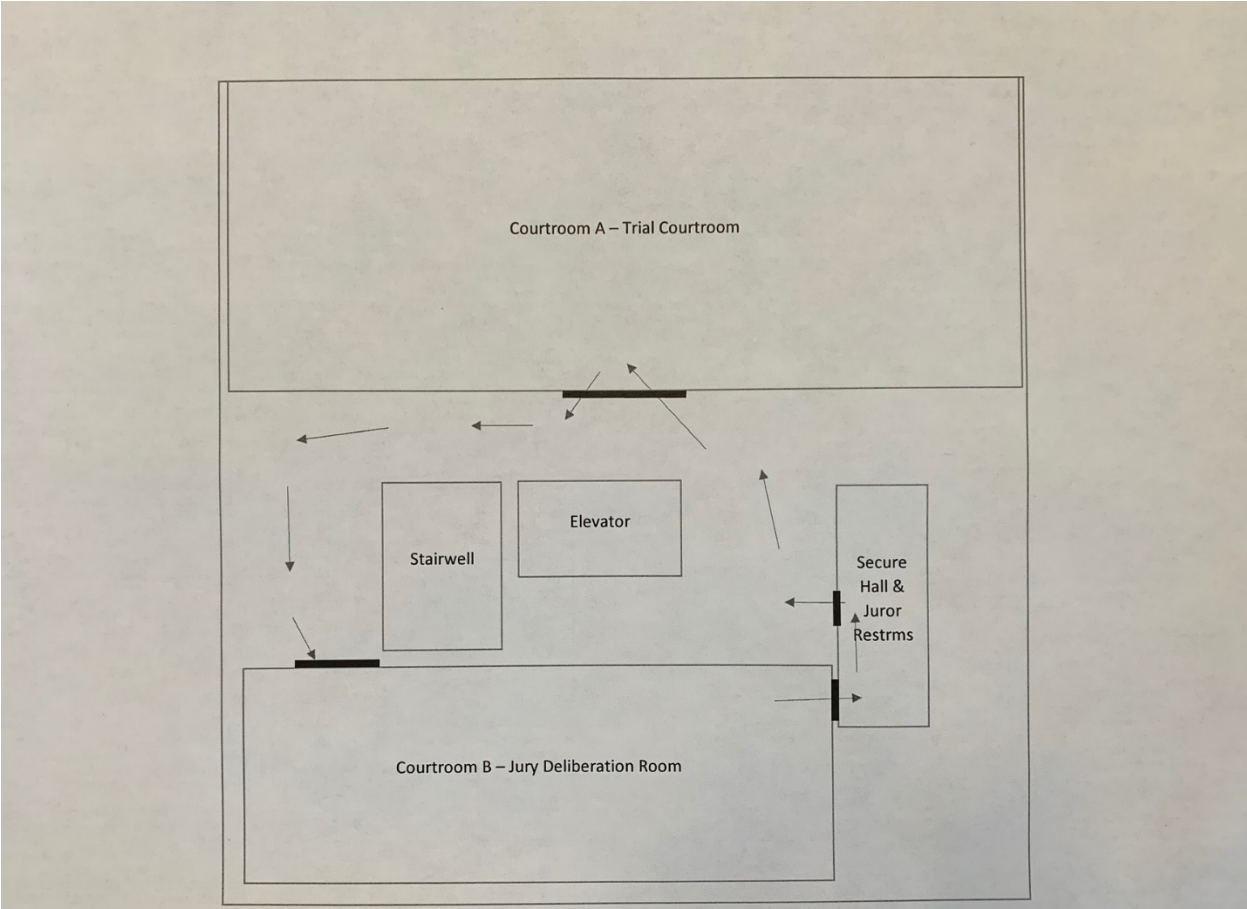 Courtroom A – Trial Courtroom
Elevator
Stairwell
Secure
Hall &
Juror
Restrms
Courtroom B – Jury Deliberation Room